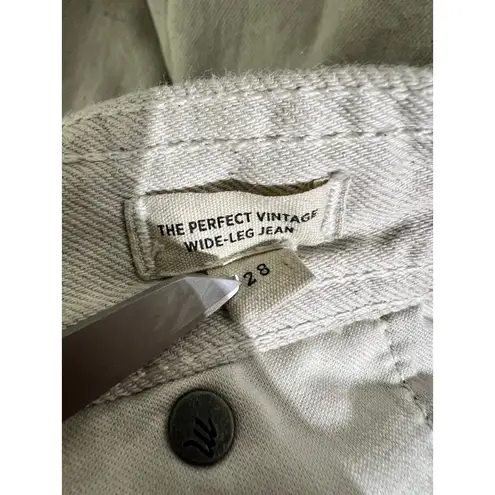 THE PERFECT VINTAGE
WIDE-LEG JEAN
28